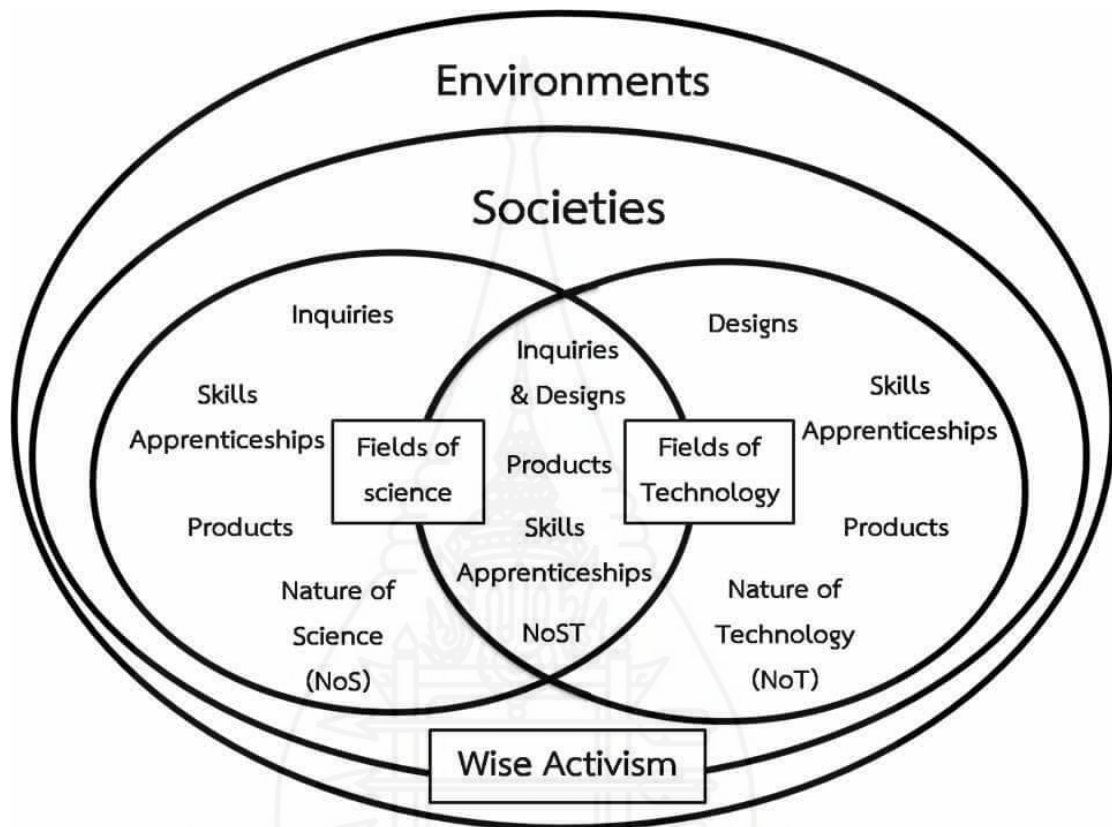 Environments
Societies
Inquiries
Skills
Apprenticeships
Fields of
science
Products
Nature of
Science
(NoS)
Inquiries
& Designs
Products
Skills
Apprenticeships
NoST
Designs
Skills
Apprenticeships
Fields of
Technology
Products
Nature of
Technology
(NoT)
Wise Activism